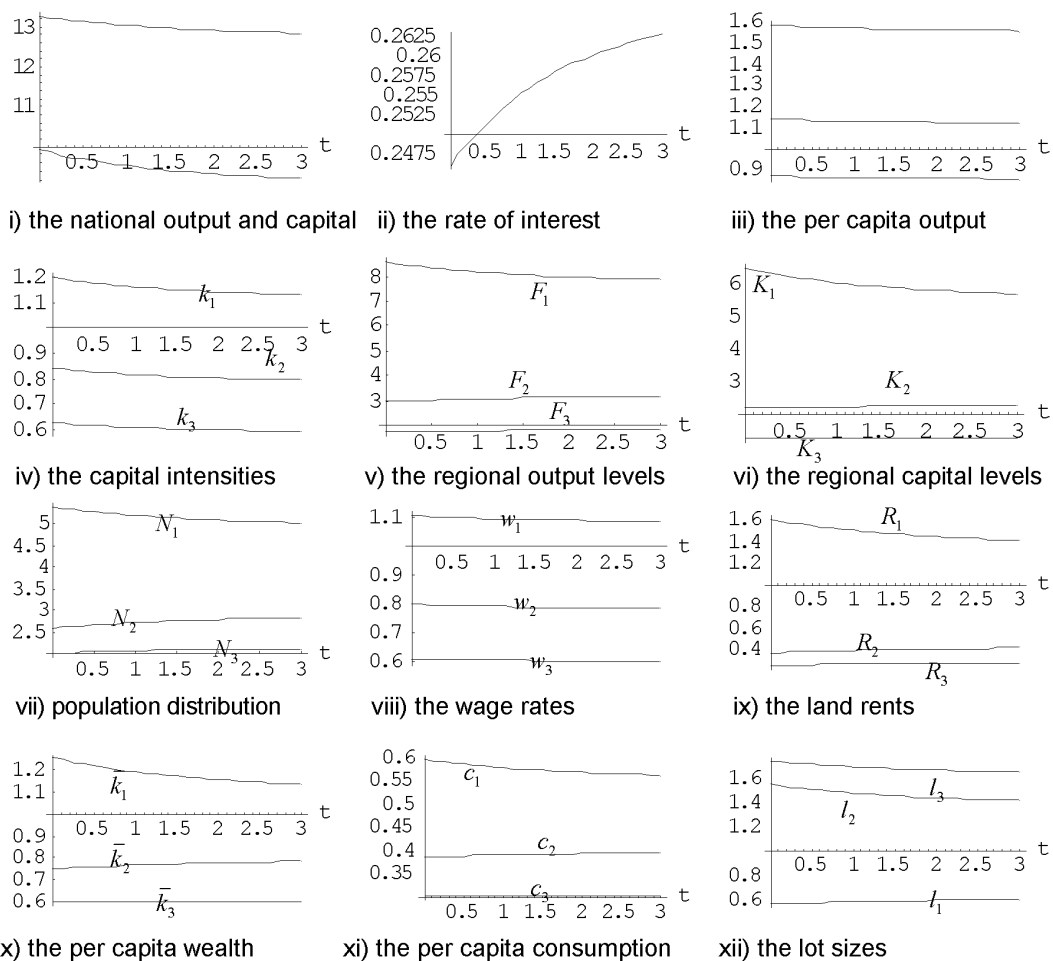 13
12
11
0.5 1 1.5 2 2.5 3 t
i) the national output and capital
0.2625
0.26
0.2575
0.255
0.2525
0.2475
0.5 1 1.5 2 2.5 3 t
ii) the rate of interest
1.6
1.5
1.4
1.3
1.2
1.1
0.9
0.5 1 1.5 2 2.5 3 t
iii) the per capita output
1.2
1.1
0.9
0.8
0.7
0.6
k₁
0.5 1 1.5 2 2.5 3 t
k₂
k₃
iv) the capital intensities
8
7
6
5
4
3
F₁
F₂
F₃
0.5 1 1.5 2 2.5 3 t
v) the regional output levels
6
5
4
3
K₁
K₂
0.5 1 1.5 2 2.5 3 t
K₃
vi) the regional capital levels
5
4.5
4
3.5
3
2.5
N₁
N₂
N₃
0.5 1 1.5 2 2.5 3 t
vii) population distribution
1.1
0.9
0.8
0.7
0.6
w₁
0.5 1 1.5 2 2.5 3 t
w₂
w₃
viii) the wage rates
1.6
1.4
1.2
0.8
0.6
0.4
R₁
0.5 1 1.5 2 2.5 3 t
R₂
R₃
ix) the land rents
1.2
1.1
0.9
0.8
0.7
0.6
k̄₁
0.5 1 1.5 2 2.5 3 t
k̄₂
k̄₃
x) the per capita wealth
0.6
0.55
0.5
0.45
0.4
0.35
c₁
c₂
c₃
0.5 1 1.5 2 2.5 3 t
xi) the per capita consumption
1.6
1.4
1.2
0.8
0.6
l₃
l₂
0.5 1 1.5 2 2.5 3 t
l₁
xii) the lot sizes